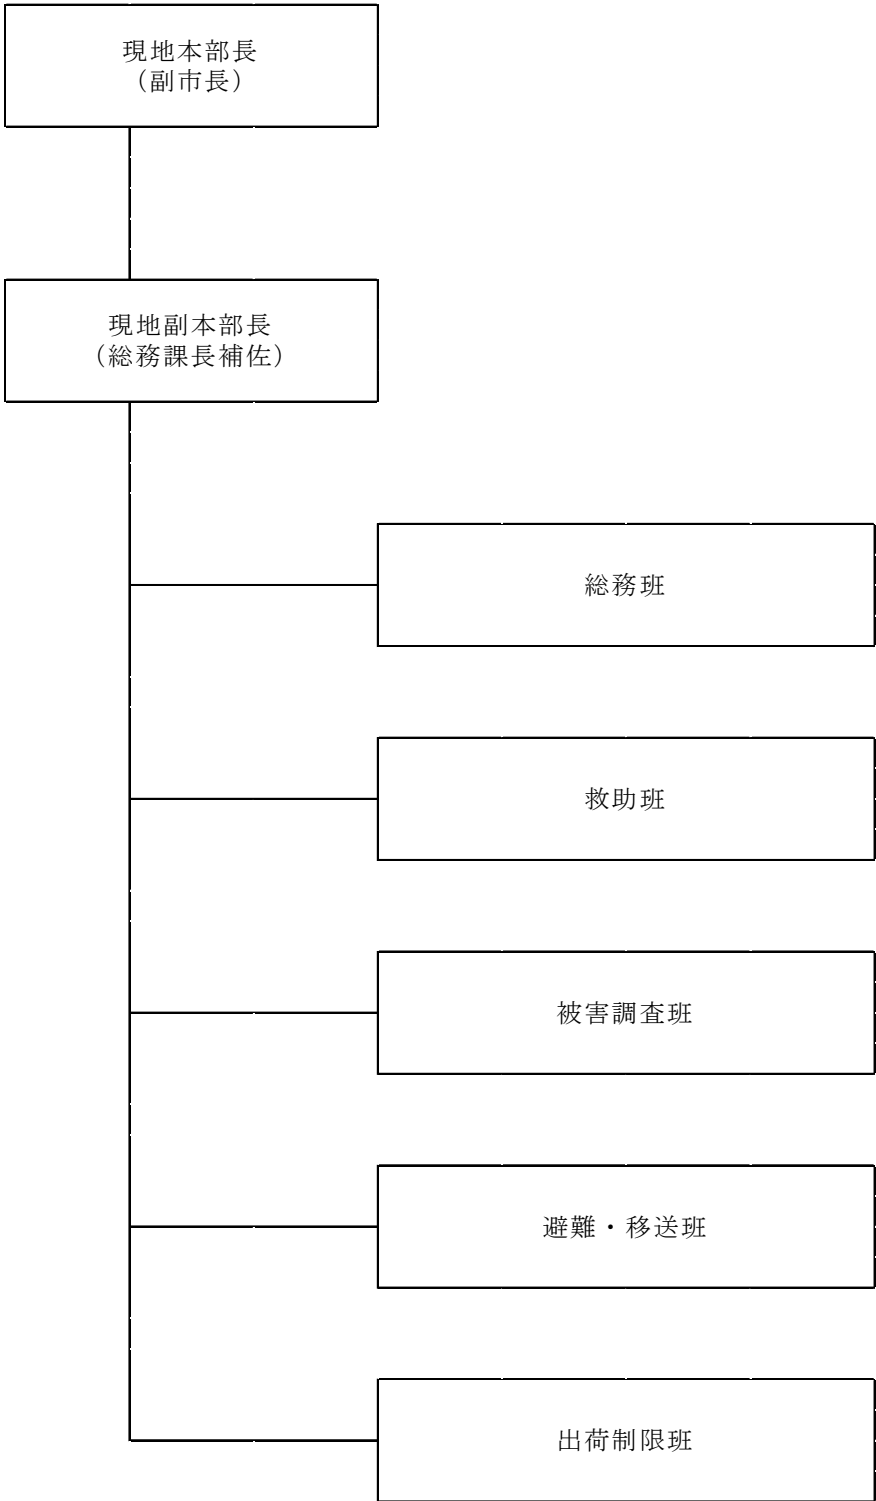 現地本部長
（副市長）
現地副本部長
（総務課長補佐）
総務班
救助班
被害調査班
避難・移送班
出荷制限班